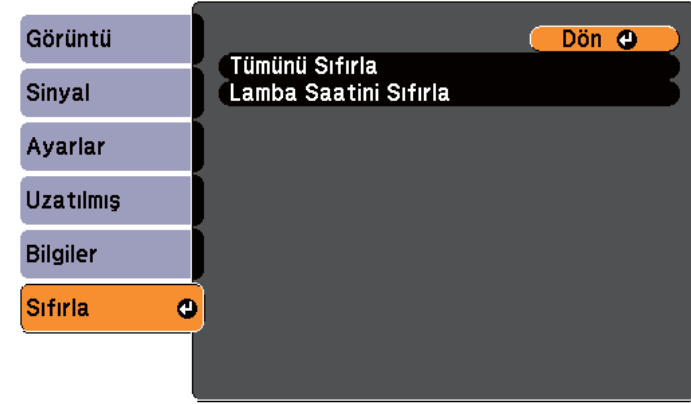 Görüntü
Sinyal
Ayarlar
Uzatılmış
Bilgiler
Sıfırla
Dön
Tümünü Sıfırla
Lamba Saatini Sıfırla